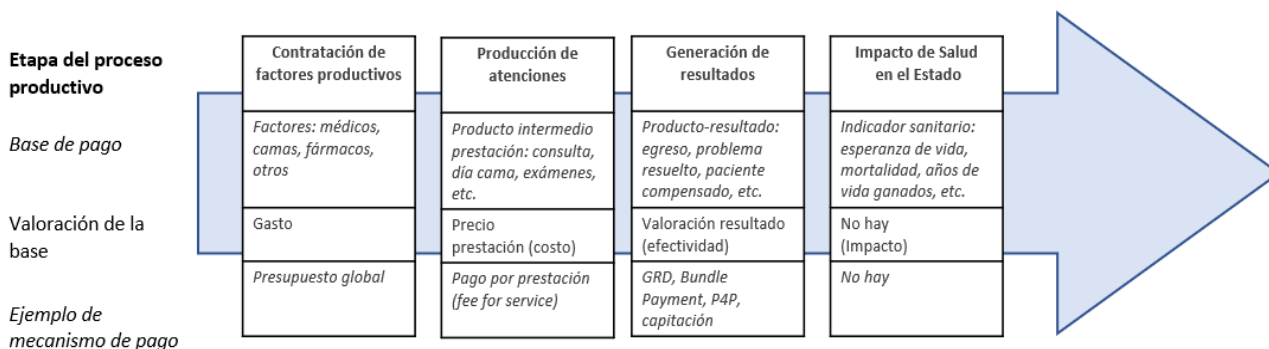 Etapa del proceso
productivo
Contratación de
factores productivos
Producción de
atenciones
Generación de
resultados
Impacto de Salud
en el Estado
Base de pago
Factores: médicos,
camas, fármacos,
otros
Producto intermedio
prestación: consulta,
día cama, exámenes,
etc.
Producto-resultado:
egreso, problema
resuelto, paciente
compensado, etc.
Indicador sanitario:
esperanza de vida,
mortalidad, años de
vida ganados, etc.
Valoración de la
base
Gasto
Precio
prestación (costo)
Valoración resultado
(efectividad)
No hay
(Impacto)
Ejemplo de
mecanismo de pago
Presupuesto global
Pago por prestación
(fee for service)
GRD, Bundle
Payment, P4P,
capitación
No hay